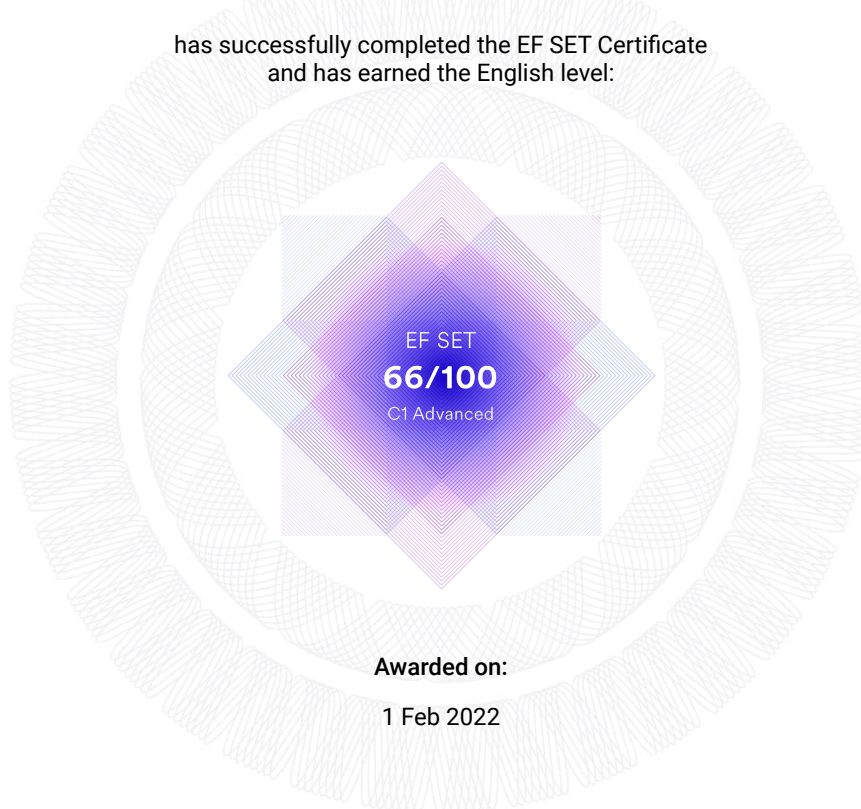 has successfully completed the EF SET Certificate
and has earned the English level:
EF SET
66/100
C1 Advanced
Awarded on:
1 Feb 2022